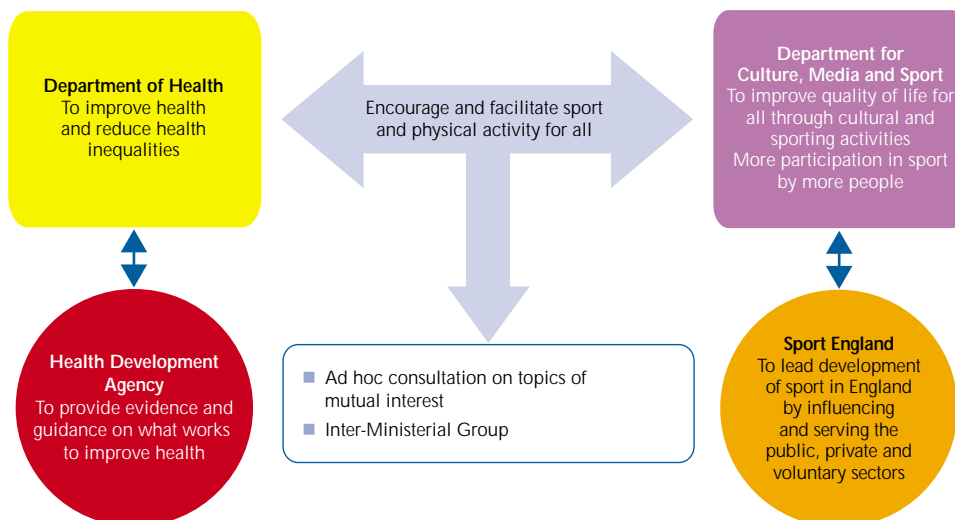 Department of Health
To improve health
and reduce health
inequalities
Encourage and facilitate sport
and physical activity for all
Department for
Culture, Media and Sport
To improve quality of life for
all through cultural and
sporting activities
More participation in sport
by more people
Health Development
Agency
To provide evidence and
guidance on what works
to improve health
Ad hoc consultation on topics of
mutual interest
Inter-Ministerial Group
Sport England
To lead development
of sport in England
by influencing
and serving the
public, private and
voluntary sectors